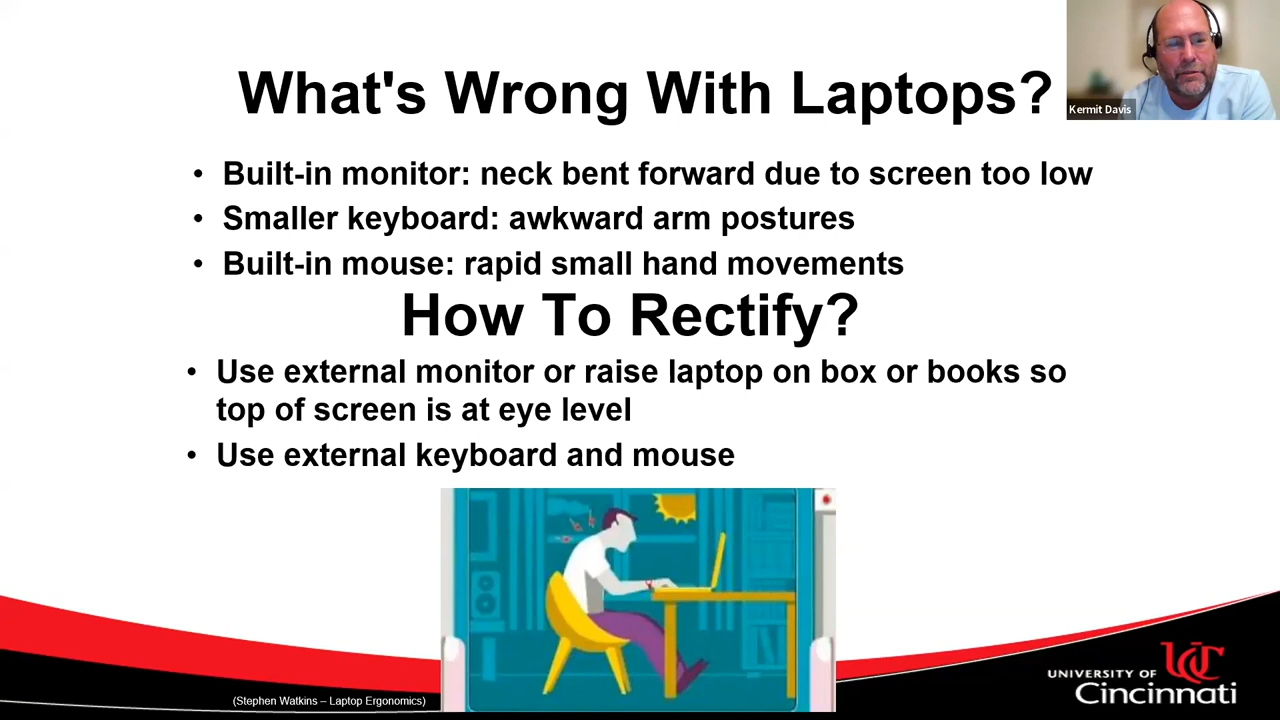 What's Wrong With Laptops?
Kermit Davis
• Built-in monitor: neck bent forward due to screen too low
• Smaller keyboard: awkward arm postures
• Built-in mouse: rapid small hand movements
How To Rectify?
• Use external monitor or raise laptop on box or books so
top of screen is at eye level
• Use external keyboard and mouse
(Stephen Watkins – Laptop Ergonomics)
UC
UNIVERSITY OF
Cincinnati